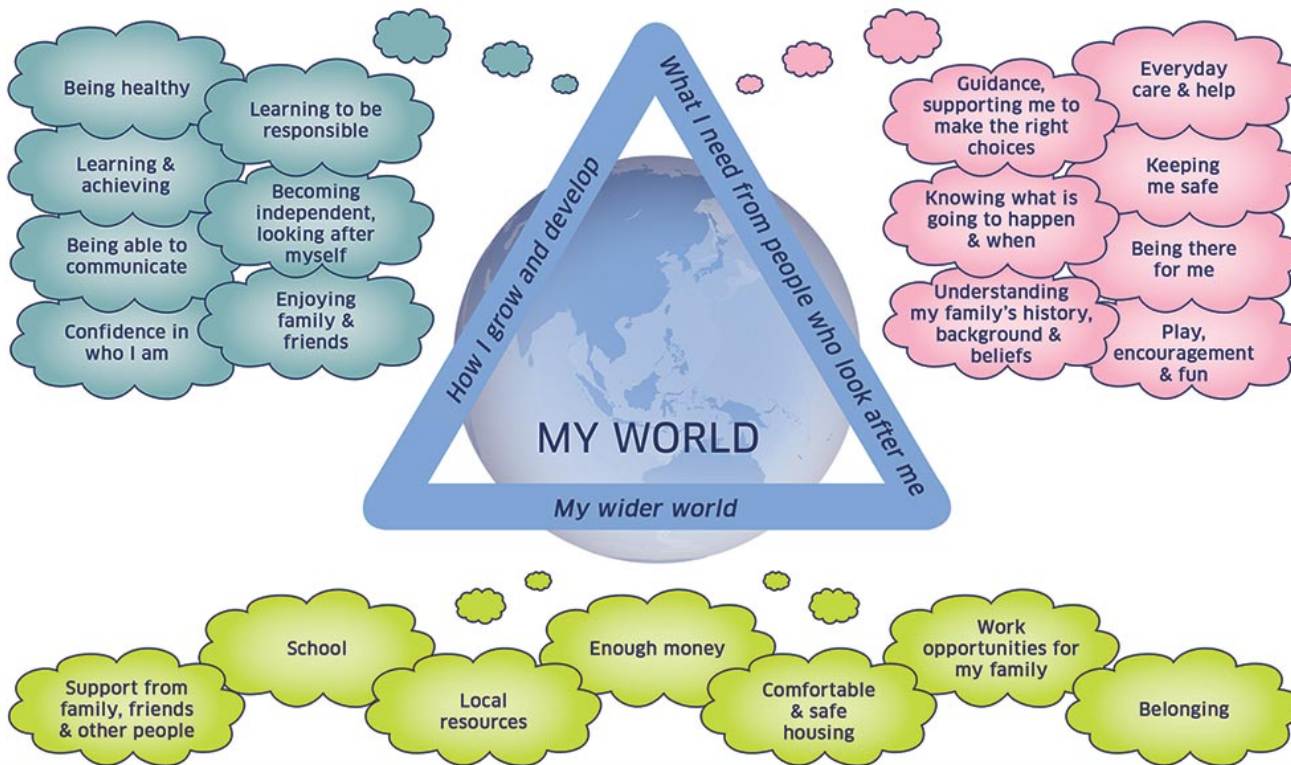 Being healthy
Learning to be
responsible
Learning &
achieving
Becoming
independent,
looking after
myself
Being able to
communicate
Enjoying
family &
friends
Confidence in
who I am
How I grow and develop
What I need from people who look after me
MY WORLD
My wider world
Guidance,
supporting me to
make the right
choices
Everyday
care & help
Keeping
me safe
Knowing what is
going to happen
& when
Being there
for me
Understanding
my family's history,
background &
beliefs
Play,
encouragement
& fun
Support from
family, friends
& other people
School
Local
resources
Enough money
Comfortable
& safe
housing
Work
opportunities for
my family
Belonging